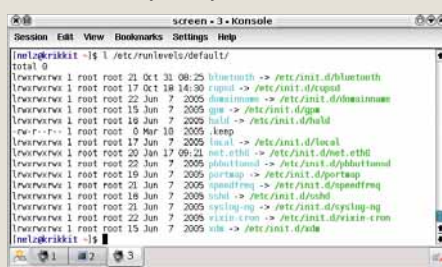 screen - 3 - Konsole
Session Edit View Bookmarks Settings Help
[nelz@krikkit ~]$ l /etc/runlevels/default/
total 0
lrwxrwxrwx 1 root root 21 Oct 31 08:25 bluetooth -> /etc/init.d/bluetooth
lrwxrwxrwx 1 root root 17 Oct 18 14:30 cupsd -> /etc/init.d/cupsd
lrwxrwxrwx 1 root root 22 Jun 7 2005 domainname -> /etc/init.d/domainname
lrwxrwxrwx 1 root root 15 Jun 7 2005 gpm -> /etc/init.d/gpm
lrwxrwxrwx 1 root root 16 Jun 7 2005 hald -> /etc/init.d/hald
-rw-r--r-- 1 root root 0 Mar 10 2005 .keep
lrwxrwxrwx 1 root root 17 Jun 7 2005 local -> /etc/init.d/local
lrwxrwxrwx 1 root root 20 Jan 17 09:21 net.eth0 -> /etc/init.d/net.eth0
lrwxrwxrwx 1 root root 22 Jun 7 2005 pbbuttonsd -> /etc/init.d/pbbuttonsd
lrwxrwxrwx 1 root root 19 Jun 7 2005 portmap -> /etc/init.d/portmap
lrwxrwxrwx 1 root root 21 Jun 7 2005 speedfreq -> /etc/init.d/speedfreq
lrwxrwxrwx 1 root root 16 Jun 7 2005 sshd -> /etc/init.d/sshd
lrwxrwxrwx 1 root root 21 Jun 7 2005 syslog-ng -> /etc/init.d/syslog-ng
lrwxrwxrwx 1 root root 22 Jun 7 2005 vixie-cron -> /etc/init.d/vixie-cron
lrwxrwxrwx 1 root root 15 Jun 7 2005 xdm -> /etc/init.d/xdm
[nelz@krikkit ~]$
1 2 3